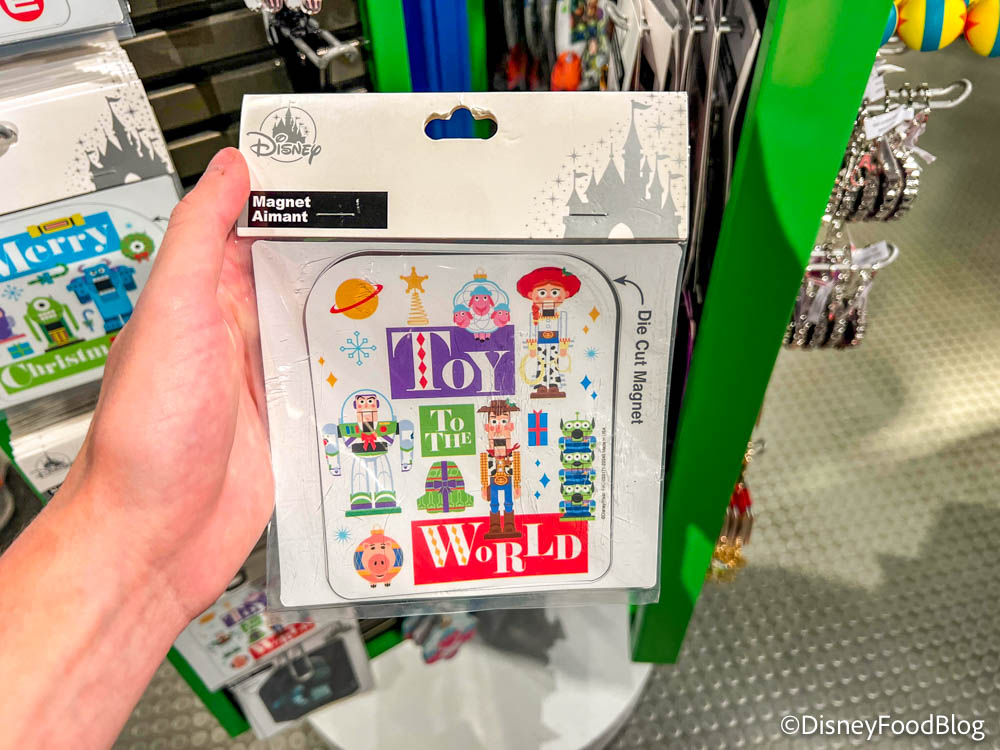 Disney
Magnet
Aimant
Die Cut Magnet
TOY
TO
THE
WORLD
Merry
Christmas
©DisneyFoodBlog